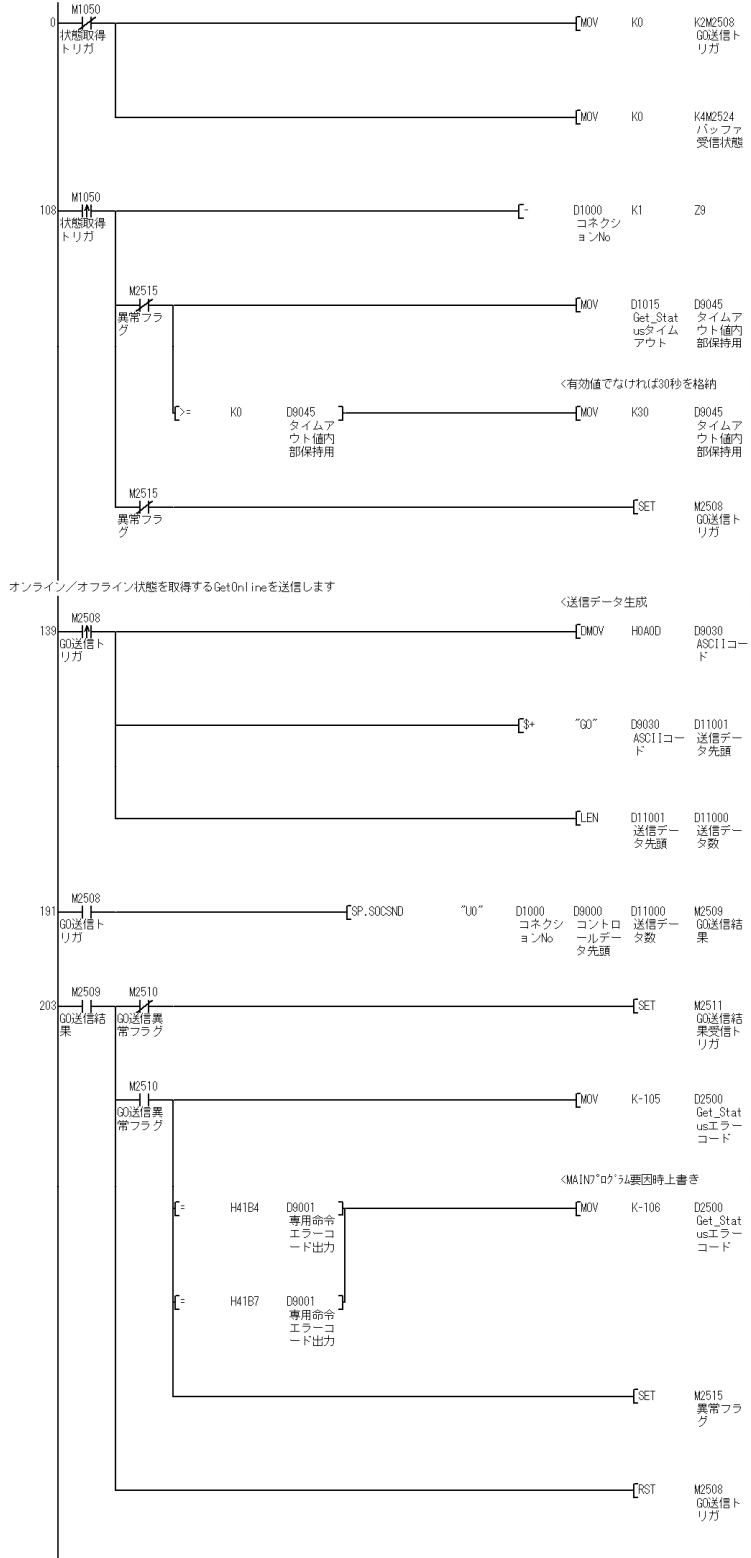 M1050
0
状態取得
トリガ
MOV K0 K2M2508
GO送信ト
リガ
MOV K0 K4M2524
バッファ
受信状態
M1050
108
状態取得
トリガ
- D1000 K1 Z9
コネクシ
ョンNo
M2515
異常フラ
グ
MOV D1015 D9045
Get_Stat タイムア
usタイム ウト値内
アウト 部保持用
<有効値でなければ30秒を格納
>= K0 D9045
タイムア
ウト値内
部保持用
MOV K30 D9045
タイムア
ウト値内
部保持用
M2515
異常フラ
グ
SET M2508
GO送信ト
リガ
オンライン/オフライン状態を取得するGetOnlineを送信します
<送信データ生成
M2508
139
GO送信ト
リガ
DMOV H0A0D D9030
ASCIIコー
ド
$+ "GO" D9030 D11001
ASCIIコー 送信デー
ド タ先頭
LEN D11001 D11000
送信デー 送信デー
タ先頭 タ数
M2508
191
GO送信ト
リガ
SP.SOCSND "U0" D1000 D9000 D11000 M2509
コネクシ コントロ 送信デー GO送信結
ョンNo ールデー タ数 果
タ先頭
M2509 M2510
203
GO送信結 GO送信異
果 常フラグ
SET M2511
GO送信結
果受信ト
リガ
M2510
GO送信異
常フラグ
MOV K-105 D2500
Get_Stat
usエラー
コード
<MAINプログラム要因時上書き
= H41B4 D9001
専用命令
エラーコ
ード出力
MOV K-106 D2500
Get_Stat
usエラー
コード
= H41B7 D9001
専用命令
エラーコ
ード出力
SET M2515
異常フラ
グ
RST M2508
GO送信ト
リガ